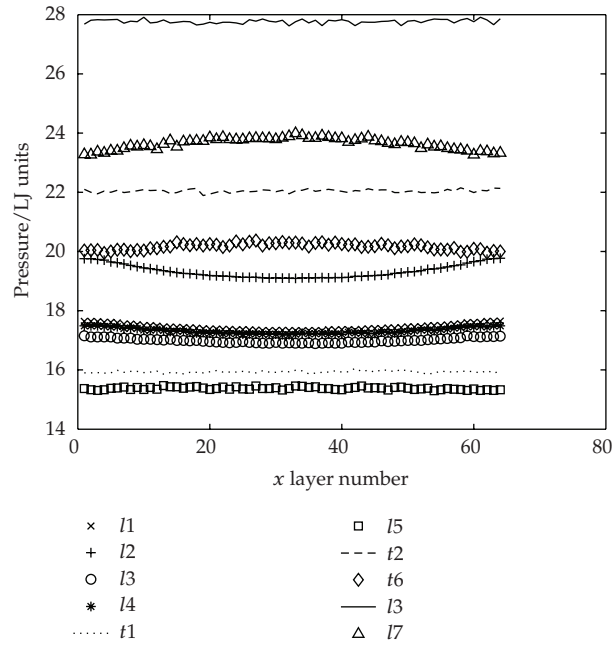 28
26
24
22
20
18
16
14
Pressure/LJ units
0 20 40 60 80
x layer number
l1
l2
l3
l4
t1
l5
t2
t6
l3
l7